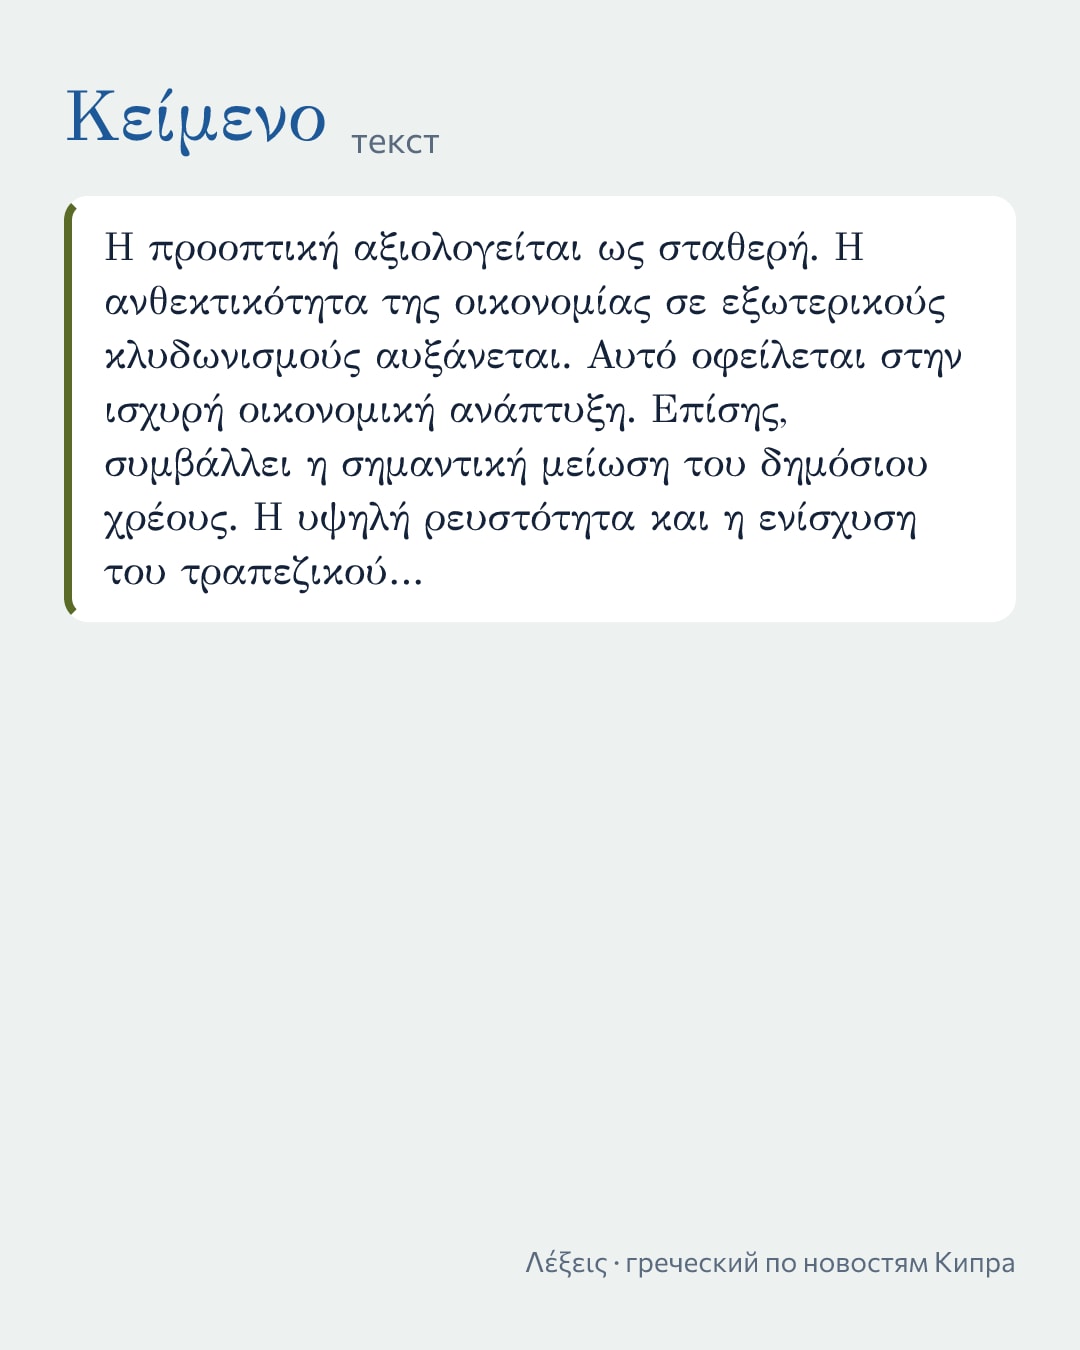 Κείμενο текст
Η προοπτική αξιολογείται ως σταθερή. Η
ανθεκτικότητα της οικονομίας σε εξωτερικούς
κλυδωνισμούς αυξάνεται. Αυτό οφείλεται στην
ισχυρή οικονομική ανάπτυξη. Επίσης,
συμβάλλει η σημαντική μείωση του δημόσιου
χρέους. Η υψηλή ρευστότητα και η ενίσχυση
του τραπεζικού...
Λέξεις · греческий по новостям Кипра